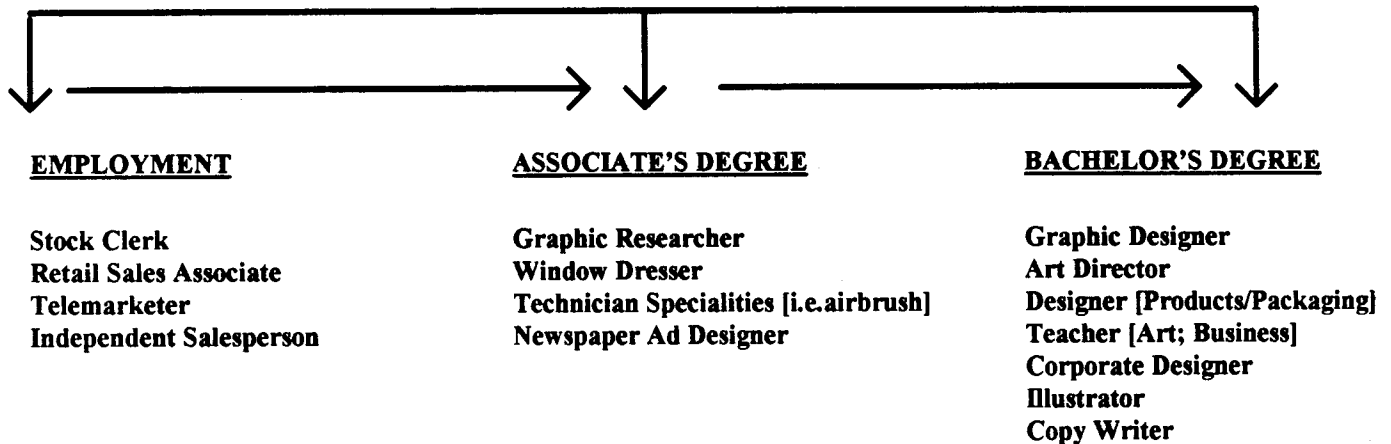 EMPLOYMENT
Stock Clerk
Retail Sales Associate
Telemarketer
Independent Salesperson
ASSOCIATE'S DEGREE
Graphic Researcher
Window Dresser
Technician Specialities [i.e.airbrush]
Newspaper Ad Designer
BACHELOR'S DEGREE
Graphic Designer
Art Director
Designer [Products/Packaging]
Teacher [Art; Business]
Corporate Designer
Illustrator
Copy Writer